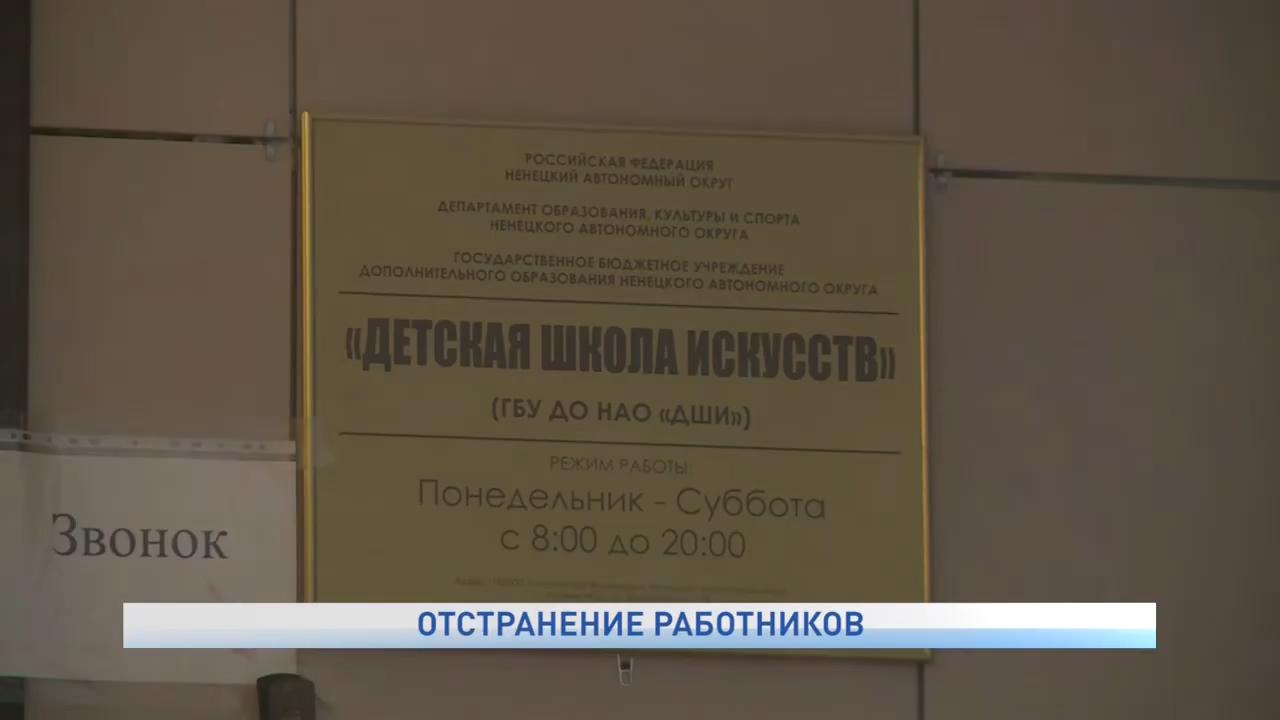 РОССИЙСКАЯ ФЕДЕРАЦИЯ
НЕНЕЦКИЙ АВТОНОМНЫЙ ОКРУГ
ДЕПАРТАМЕНТ ОБРАЗОВАНИЯ, КУЛЬТУРЫ И СПОРТА
НЕНЕЦКОГО АВТОНОМНОГО ОКРУГА
ГОСУДАРСТВЕННОЕ БЮДЖЕТНОЕ УЧРЕЖДЕНИЕ
ДОПОЛНИТЕЛЬНОГО ОБРАЗОВАНИЯ НЕНЕЦКОГО АВТОНОМНОГО ОКРУГА
«ДЕТСКАЯ ШКОЛА ИСКУССТВ»
(ГБУ ДО НАО «ДШИ»)
РЕЖИМ РАБОТЫ:
Понедельник - Суббота
с 8:00 до 20:00
Звонок
ОТСТРАНЕНИЕ РАБОТНИКОВ